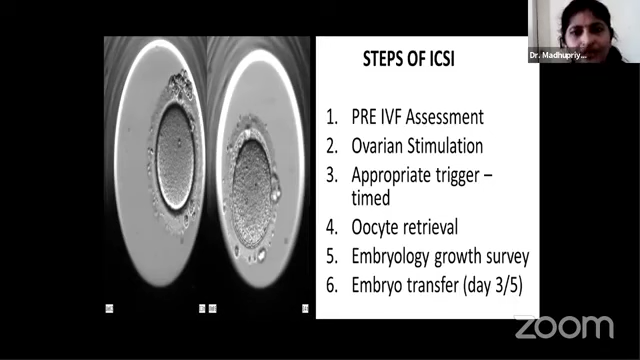 STEPS OF ICSI
1. PRE IVF Assessment
2. Ovarian Stimulation
3. Appropriate trigger –
timed
4. Oocyte retrieval
5. Embryology growth survey
6. Embryo transfer (day 3/5)
Dr. Madhupriy...
zoom